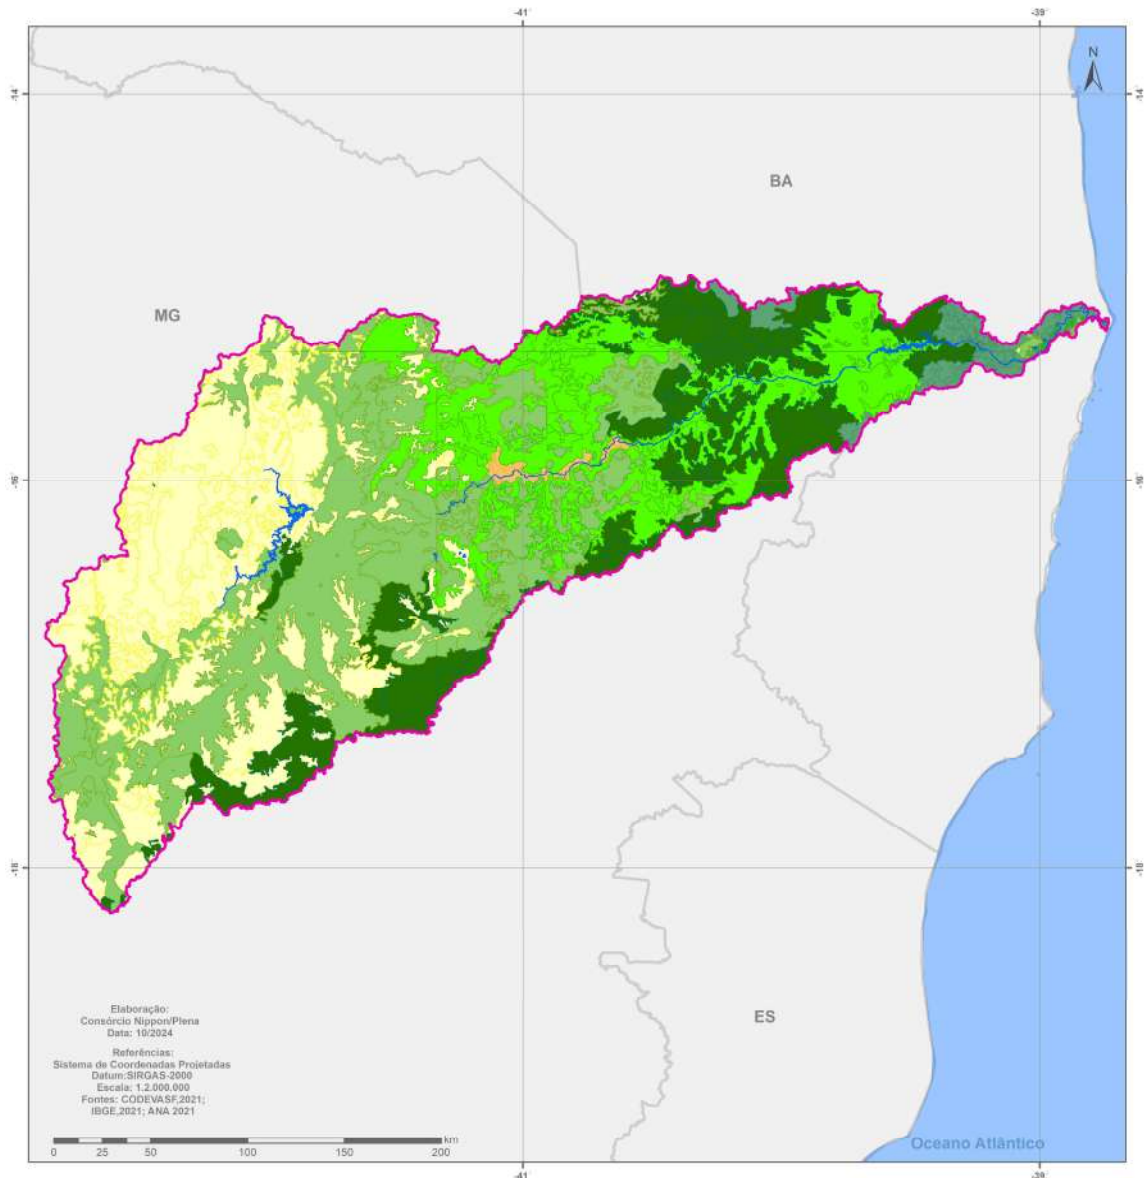 -41°
-39°
N
-14°
-14°
BA
MG
-16°
-16°
-18°
-18°
ES
Elaboração:
Consórcio Nippon/Plena
Data: 10/2024
Referências:
Sistema de Coordenadas Projetadas
Datum:SIRGAS-2000
Escala: 1.2.000.000
Fontes: CODEVASF,2021;
IBGE,2021; ANA 2021
km
0 25 50 100 150 200
Oceano Atlântico
-41°
-39°